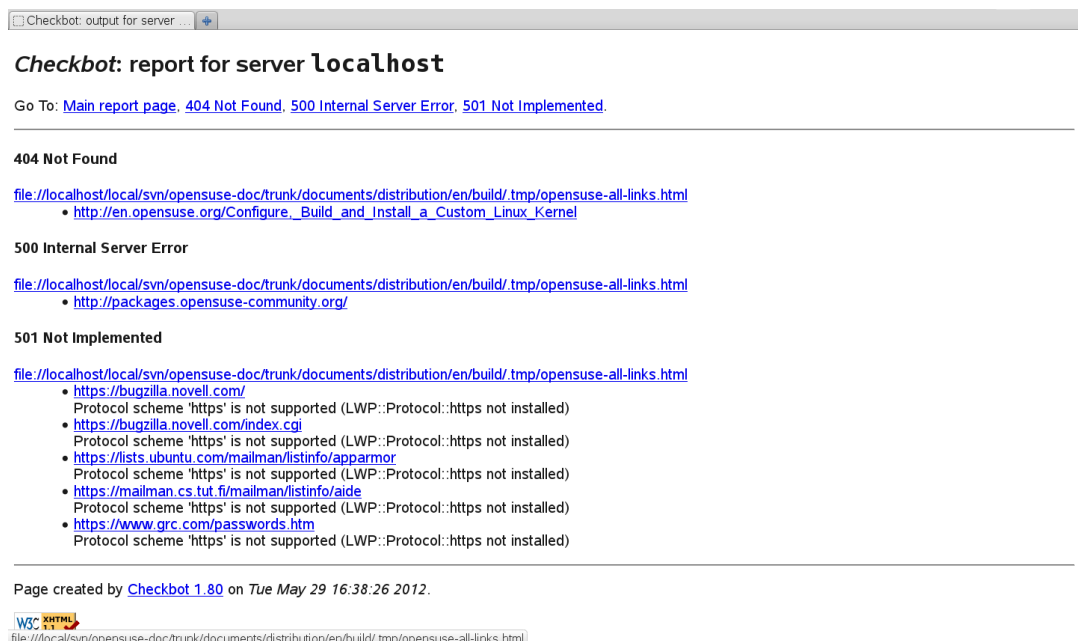 Checkbot: output for server ...
Checkbot: report for server localhost
Go To: Main report page, 404 Not Found, 500 Internal Server Error, 501 Not Implemented.
404 Not Found
file://localhost/local/svn/opensuse-doc/trunk/documents/distribution/en/build/.tmp/opensuse-all-links.html
• http://en.opensuse.org/Configure,_Build_and_Install_a_Custom_Linux_Kernel
500 Internal Server Error
file://localhost/local/svn/opensuse-doc/trunk/documents/distribution/en/build/.tmp/opensuse-all-links.html
• http://packages.opensuse-community.org/
501 Not Implemented
file://localhost/local/svn/opensuse-doc/trunk/documents/distribution/en/build/.tmp/opensuse-all-links.html
• https://bugzilla.novell.com/
Protocol scheme 'https' is not supported (LWP::Protocol::https not installed)
• https://bugzilla.novell.com/index.cgi
Protocol scheme 'https' is not supported (LWP::Protocol::https not installed)
• https://lists.ubuntu.com/mailman/listinfo/apparmor
Protocol scheme 'https' is not supported (LWP::Protocol::https not installed)
• https://mailman.cs.tut.fi/mailman/listinfo/aide
Protocol scheme 'https' is not supported (LWP::Protocol::https not installed)
• https://www.grc.com/passwords.htm
Protocol scheme 'https' is not supported (LWP::Protocol::https not installed)
Page created by Checkbot 1.80 on Tue May 29 16:38:26 2012.
W3C XHTML 1.1
file:///local/svn/opensuse-doc/trunk/documents/distribution/en/build/.tmp/opensuse-all-links.html